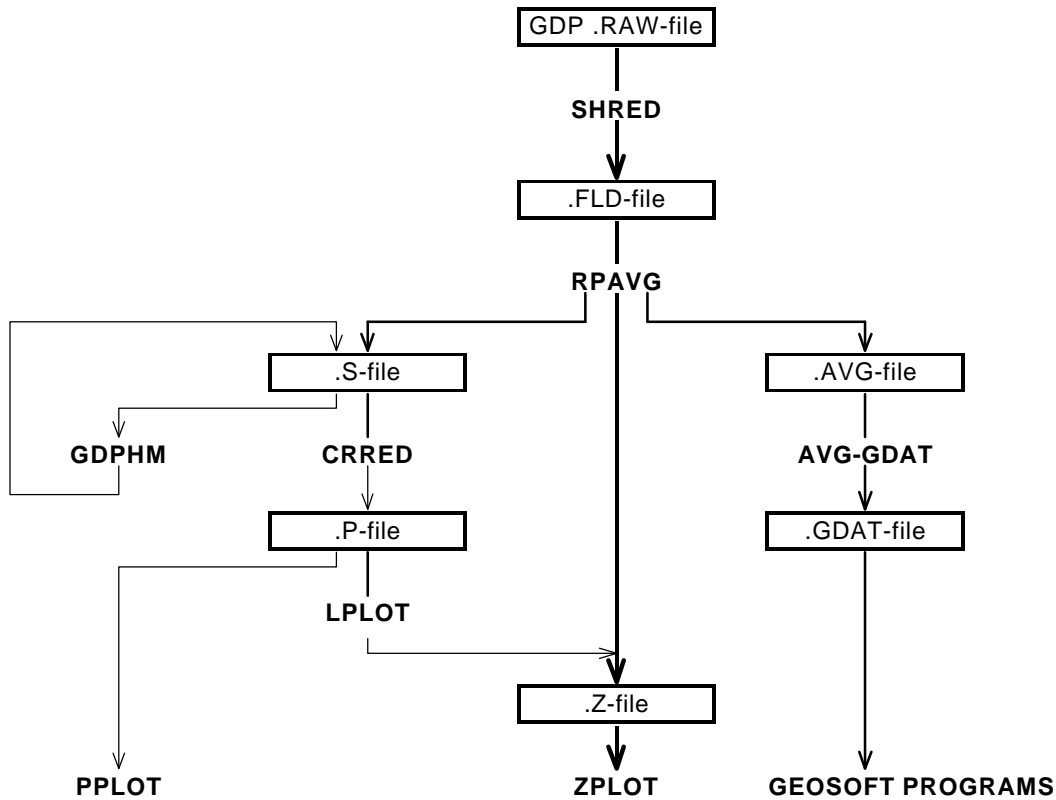 GDP .RAW-file
SHRED
.FLD-file
RPAVG
.S-file
.AVG-file
GDPHM
CRRED
AVG-GDAT
.P-file
.GDAT-file
LPLOT
.Z-file
PPLOT
ZPLOT
GEOSOFT PROGRAMS